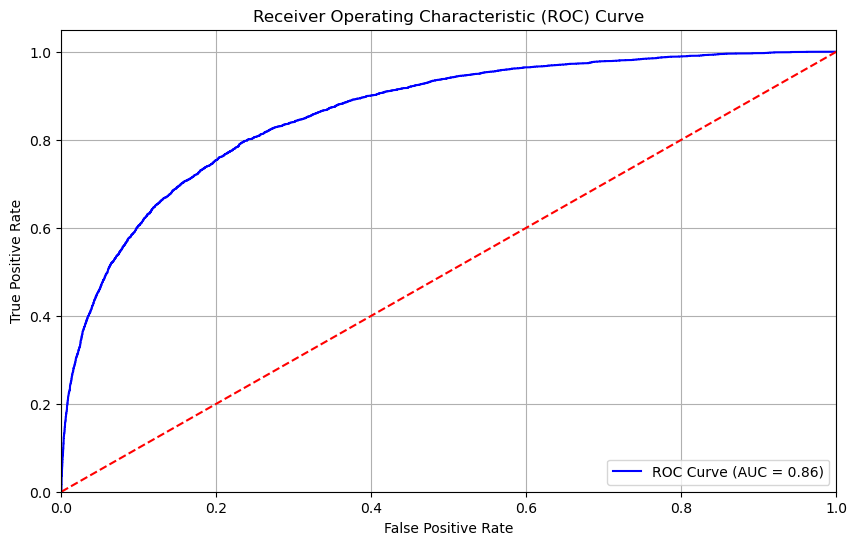 Receiver Operating Characteristic (ROC) Curve
True Positive Rate
1.0
0.8
0.6
0.4
0.2
0.0
ROC Curve (AUC = 0.86)
0.0 0.2 0.4 0.6 0.8 1.0
False Positive Rate